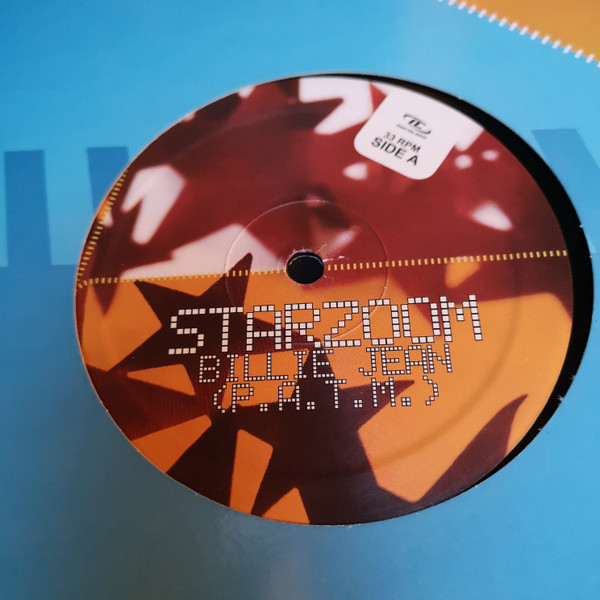 33 RPM
SIDE A
STARZOOM
BILLIE JEAN
(P.A.T.M.)